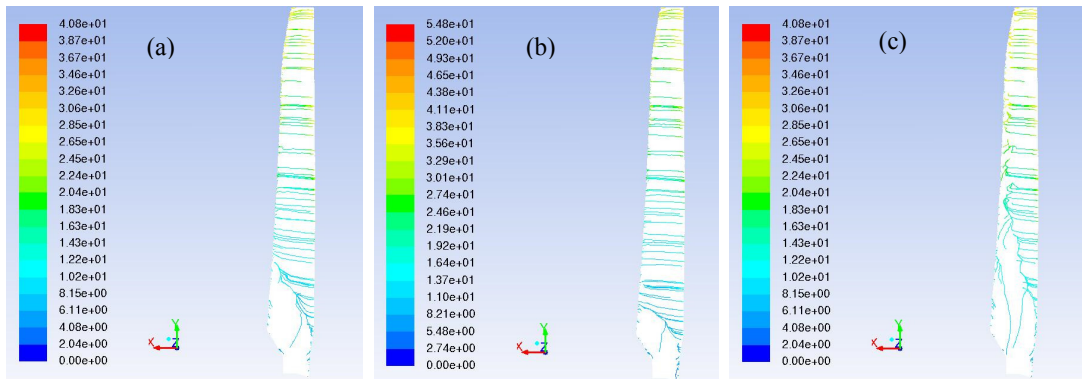 (a)
4.08e+01
3.87e+01
3.67e+01
3.46e+01
3.26e+01
3.06e+01
2.85e+01
2.65e+01
2.45e+01
2.24e+01
2.04e+01
1.83e+01
1.63e+01
1.43e+01
1.22e+01
1.02e+01
8.15e+00
6.11e+00
4.08e+00
2.04e+00
0.00e+00
Y
X
Z
(b)
5.48e+01
5.20e+01
4.93e+01
4.65e+01
4.38e+01
4.11e+01
3.83e+01
3.56e+01
3.29e+01
3.01e+01
2.74e+01
2.46e+01
2.19e+01
1.92e+01
1.64e+01
1.37e+01
1.10e+01
8.21e+00
5.48e+00
2.74e+00
0.00e+00
Y
X
Z
(c)
4.08e+01
3.87e+01
3.67e+01
3.46e+01
3.26e+01
3.06e+01
2.85e+01
2.65e+01
2.45e+01
2.24e+01
2.04e+01
1.83e+01
1.63e+01
1.43e+01
1.22e+01
1.02e+01
8.15e+00
6.11e+00
4.08e+00
2.04e+00
0.00e+00
Y
X
Z